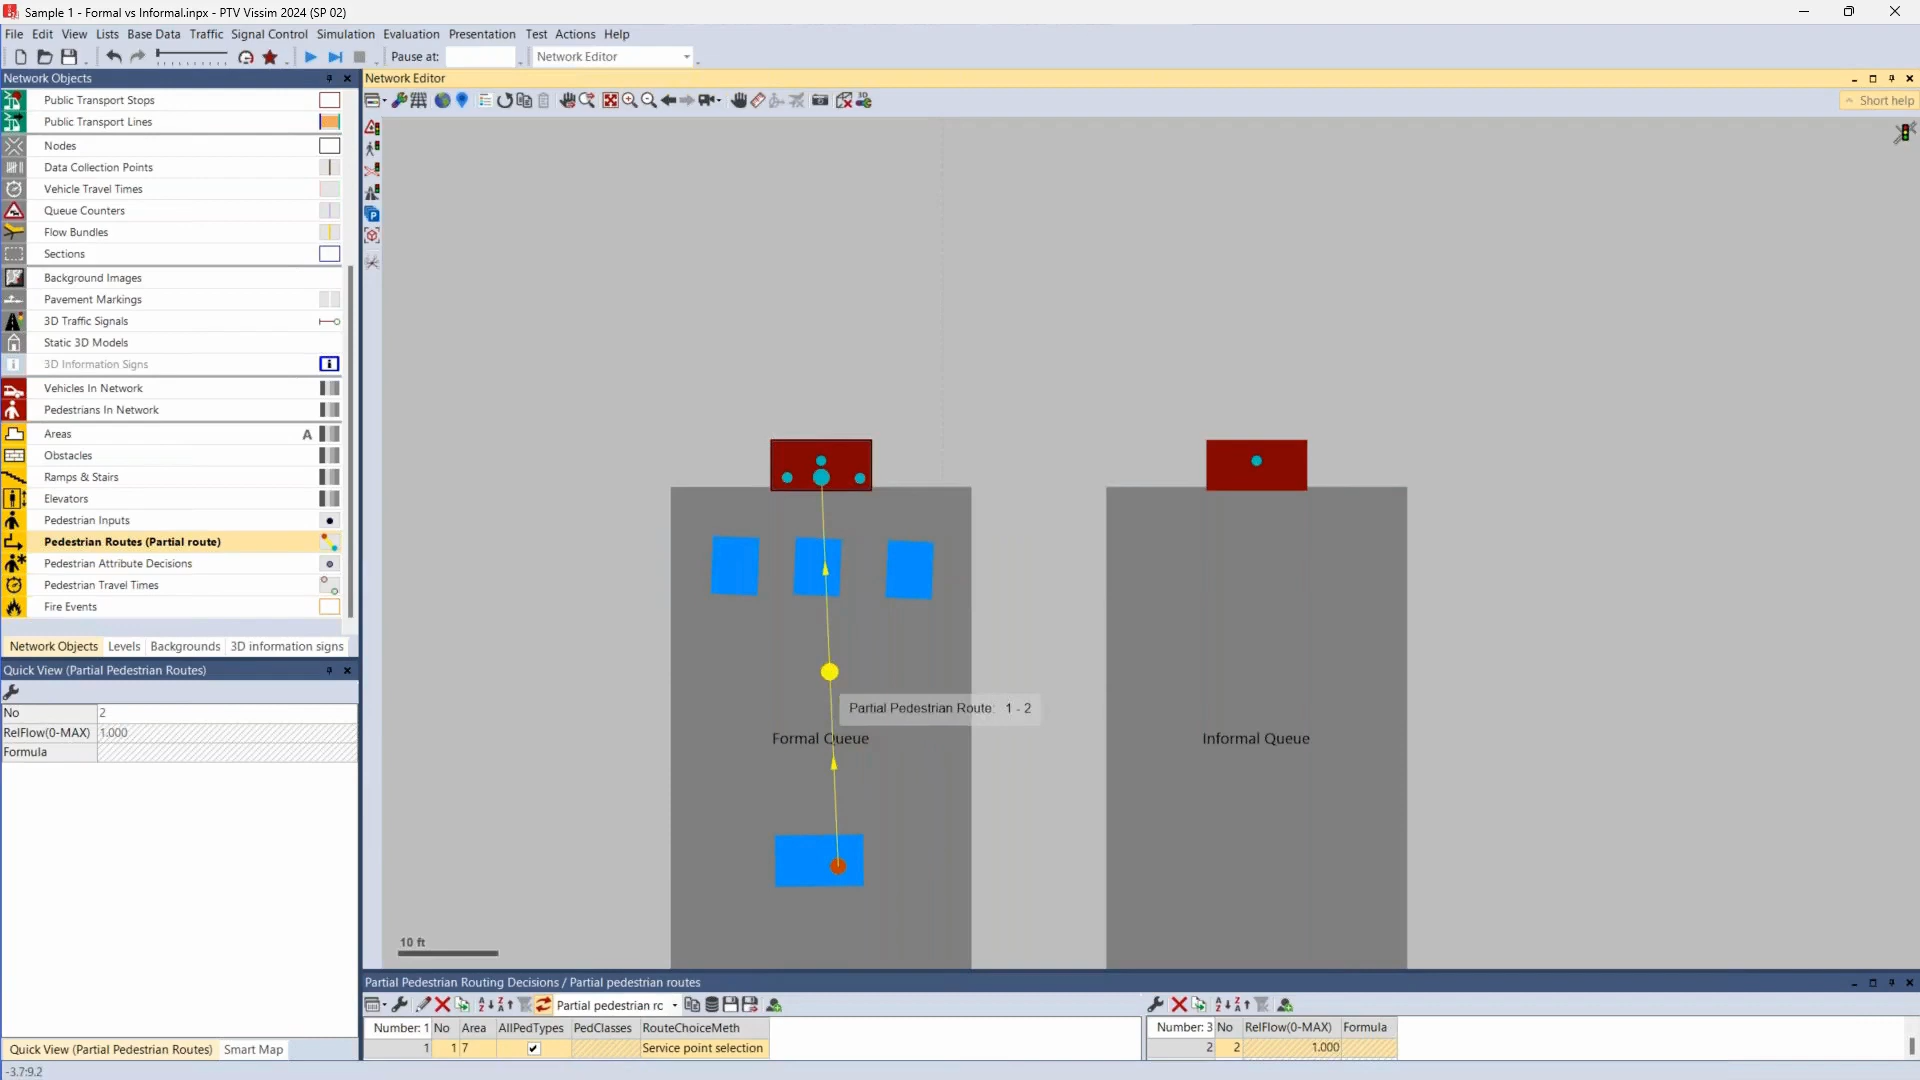 Sample 1 - Formal vs Informal.inpx - PTV Vissim 2024 (SP 02)
File Edit View Lists Base Data Traffic Signal Control Simulation Evaluation Presentation Test Actions Help
Pause at: Network Editor
Network Objects
Network Editor
Public Transport Stops
Short help
Public Transport Lines
Nodes
Data Collection Points
Vehicle Travel Times
Queue Counters
Flow Bundles
Sections
Background Images
Pavement Markings
3D Traffic Signals
Static 3D Models
3D Information Signs
Vehicles In Network
Pedestrians In Network
Areas A
Obstacles
Ramps & Stairs
Elevators
Pedestrian Inputs
Pedestrian Routes (Partial route)
Pedestrian Attribute Decisions
Pedestrian Travel Times
Fire Events
Network Objects Levels Backgrounds 3D information signs
Quick View (Partial Pedestrian Routes)
No 2
RelFlow(0-MAX) 1.000
Formula
Partial Pedestrian Route: 1 - 2
Formal Queue
Informal Queue
10 ft
Partial Pedestrian Routing Decisions / Partial pedestrian routes
Partial pedestrian rc
Number: 1 No Area AllPedTypes PedClasses RouteChoiceMeth
1 1 7 Service point selection
Number: 3 No RelFlow(0-MAX) Formula
2 2 1.000
Quick View (Partial Pedestrian Routes) Smart Map
-3.7:9.2